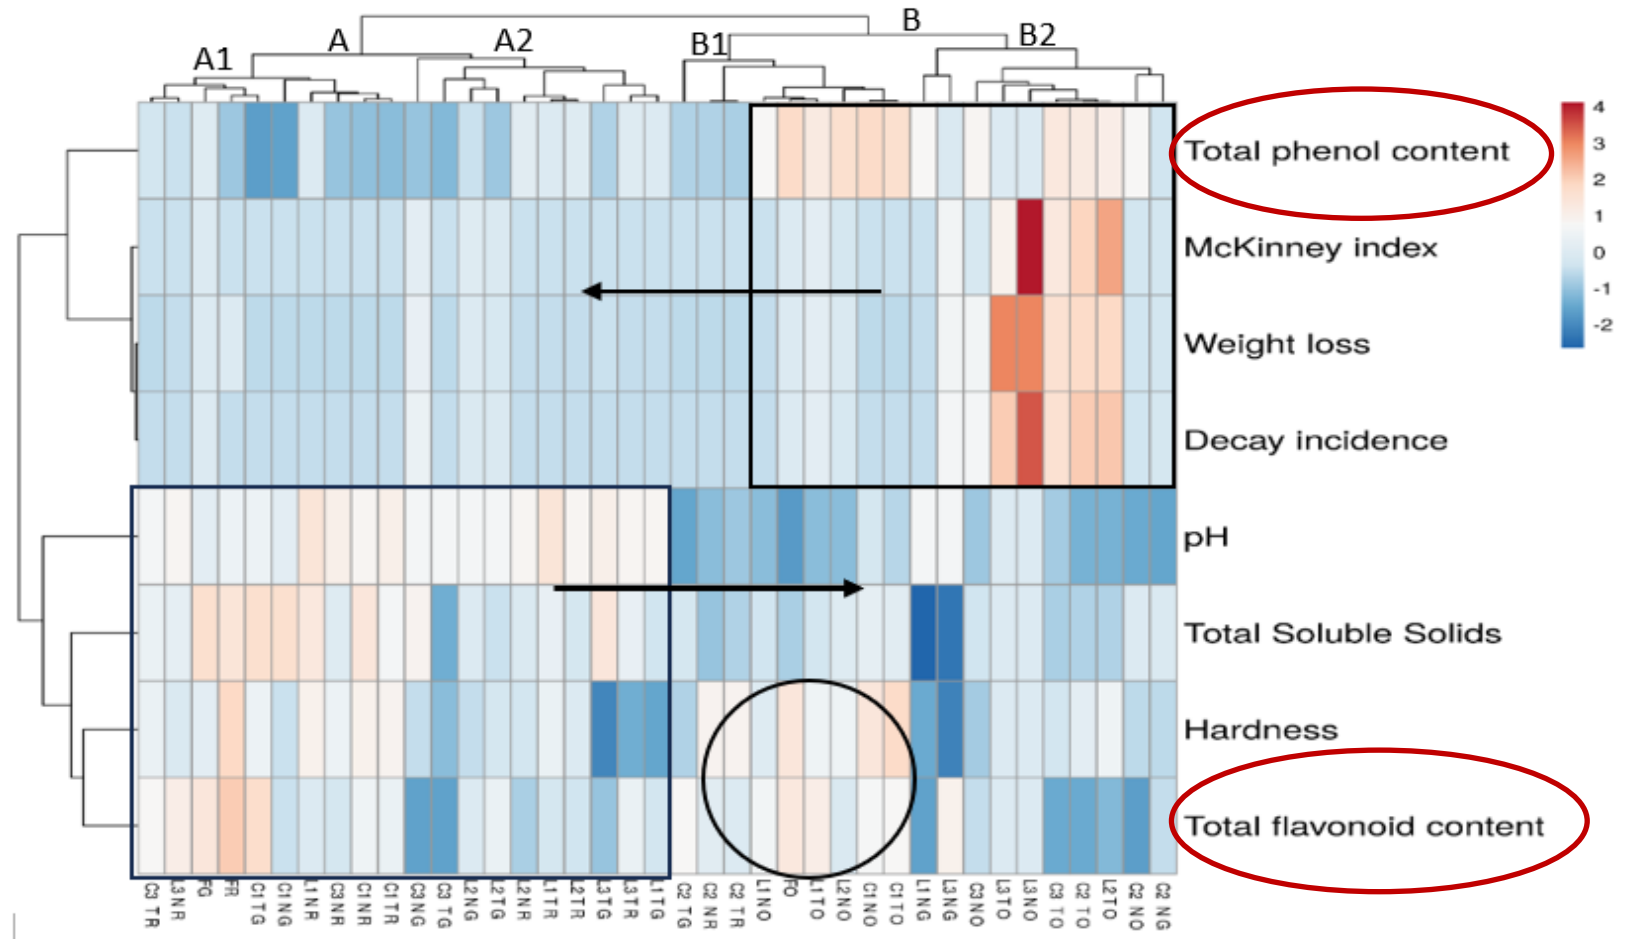 B
A
A2
B1
B2
A1
Total phenol content
McKinney index
Weight loss
Decay incidence
pH
Total Soluble Solids
Hardness
Total flavonoid content
4
3
2
1
0
-1
-2
C3 TR
L3 NR
FG
FR
C1 TG
C1 NG
L1 NR
C3 NR
C1 NR
C1 TR
C3 NG
C3 TG
L2 NG
L2 TG
L2 NR
L1 TR
L2 TR
L3 TG
L3 TR
L1 TG
C2 TG
C2 NR
C2 TR
L1 NO
FO
L1 TO
L2 NO
C1 NO
C1 TO
L1 NG
L3 NG
C3 NO
L3 TO
L3 NO
C3 TO
C2 TO
L2 TO
C2 NO
C2 NG